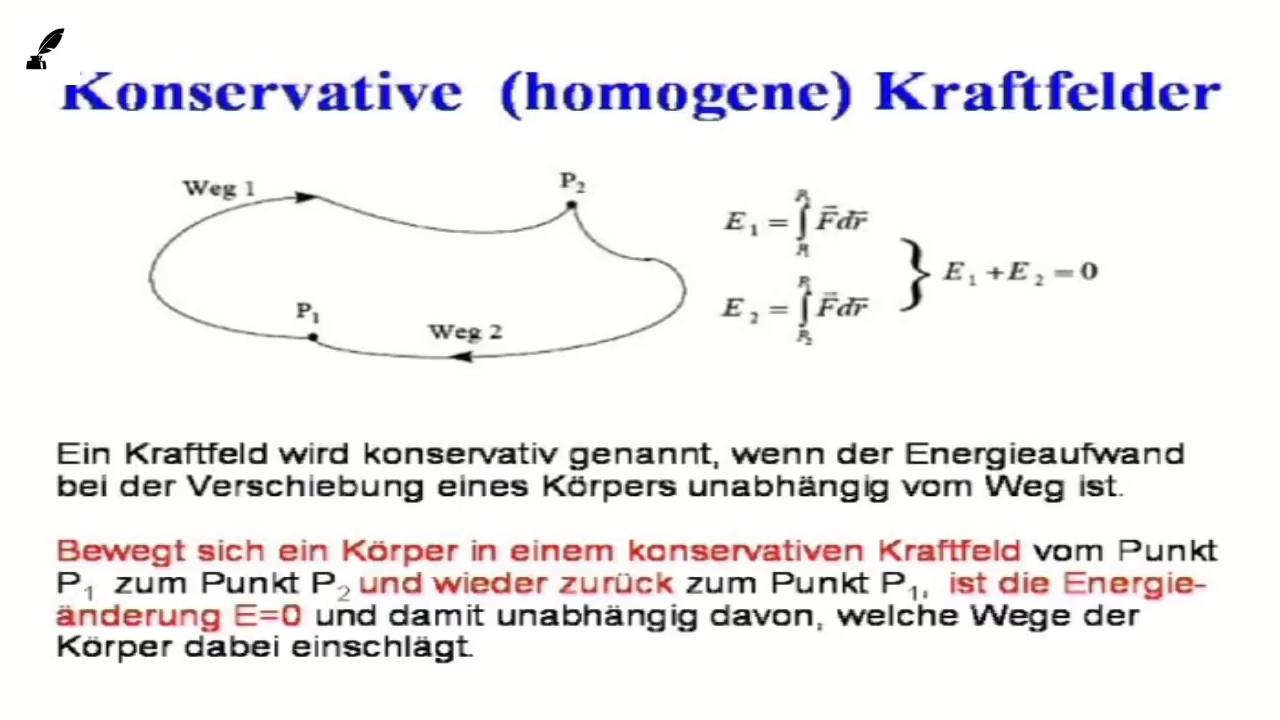 Konservative (homogene) Kraftfelder
Weg 1
P₂
E₁ = ∫ F⃗dr⃗
E₁ + E₂ = 0
P₁
E₂ = ∫ F⃗dr⃗
Weg 2
Ein Kraftfeld wird konservativ genannt, wenn der Energieaufwand
bei der Verschiebung eines Körpers unabhängig vom Weg ist.
Bewegt sich ein Körper in einem konservativen Kraftfeld vom Punkt
P₁ zum Punkt P₂ und wieder zurück zum Punkt P₁, ist die Energie-
änderung E=0 und damit unabhängig davon, welche Wege der
Körper dabei einschlägt.